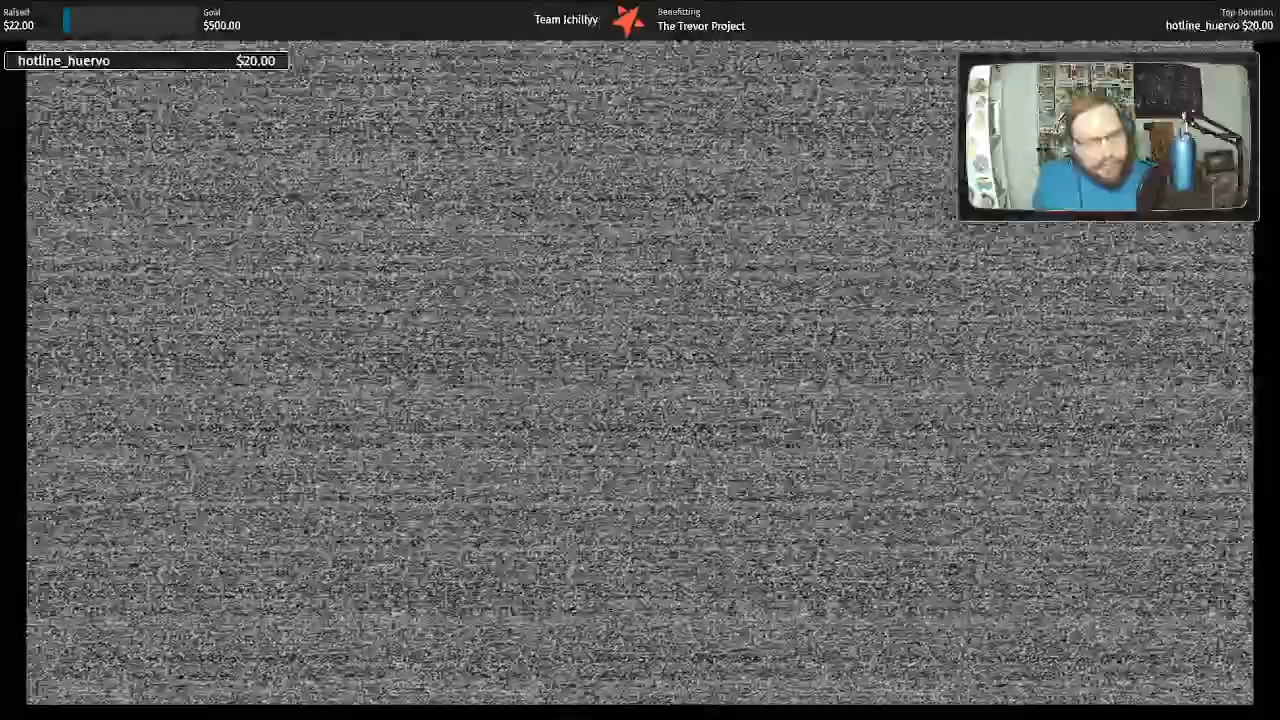 Raised
$22.00
Goal
$500.00
Team Ichillyy
Benefitting
The Trevor Project
Top Donation
hotline_huervo $20.00
hotline_huervo $20.00